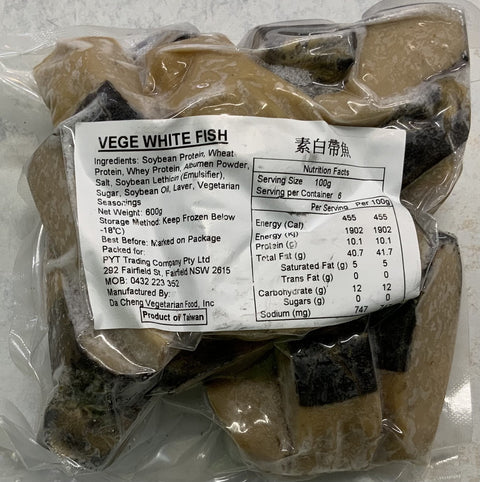 VEGE WHITE FISH
Ingredients: Soybean Protein, Wheat
Protein, Whey Protein, Albumen Powder,
Salt, Soybean Lethicin (Emulsifier),
Sugar, Soybean Oil, Laver, Vegetarian
Seasonings
Net Weight: 600g
Storage Method: Keep Frozen Below
-18°C)
Best Before: Marked on Package
Packed for:
PYT Trading Company Pty Ltd
292 Fairfield St, Fairfield NSW 2615
MOB: 0432 223 352
Manufactured By:
Da Cheng Vegetarian Food, Inc
Product of Taiwan
素白帶魚
Nutrition Facts
Serving Size 100g
Serving per Container 6
Per Serving Per 100g
Energy (Cal) 455 455
Energy (Kj) 1902 1902
Protein (g) 10.1 10.1
Total Fat (g) 40.7 41.7
Saturated Fat (g) 5 5
Trans Fat (g) 0 0
Carbohydrate (g) 12 12
Sugars (g) 0 0
Sodium (mg) 747